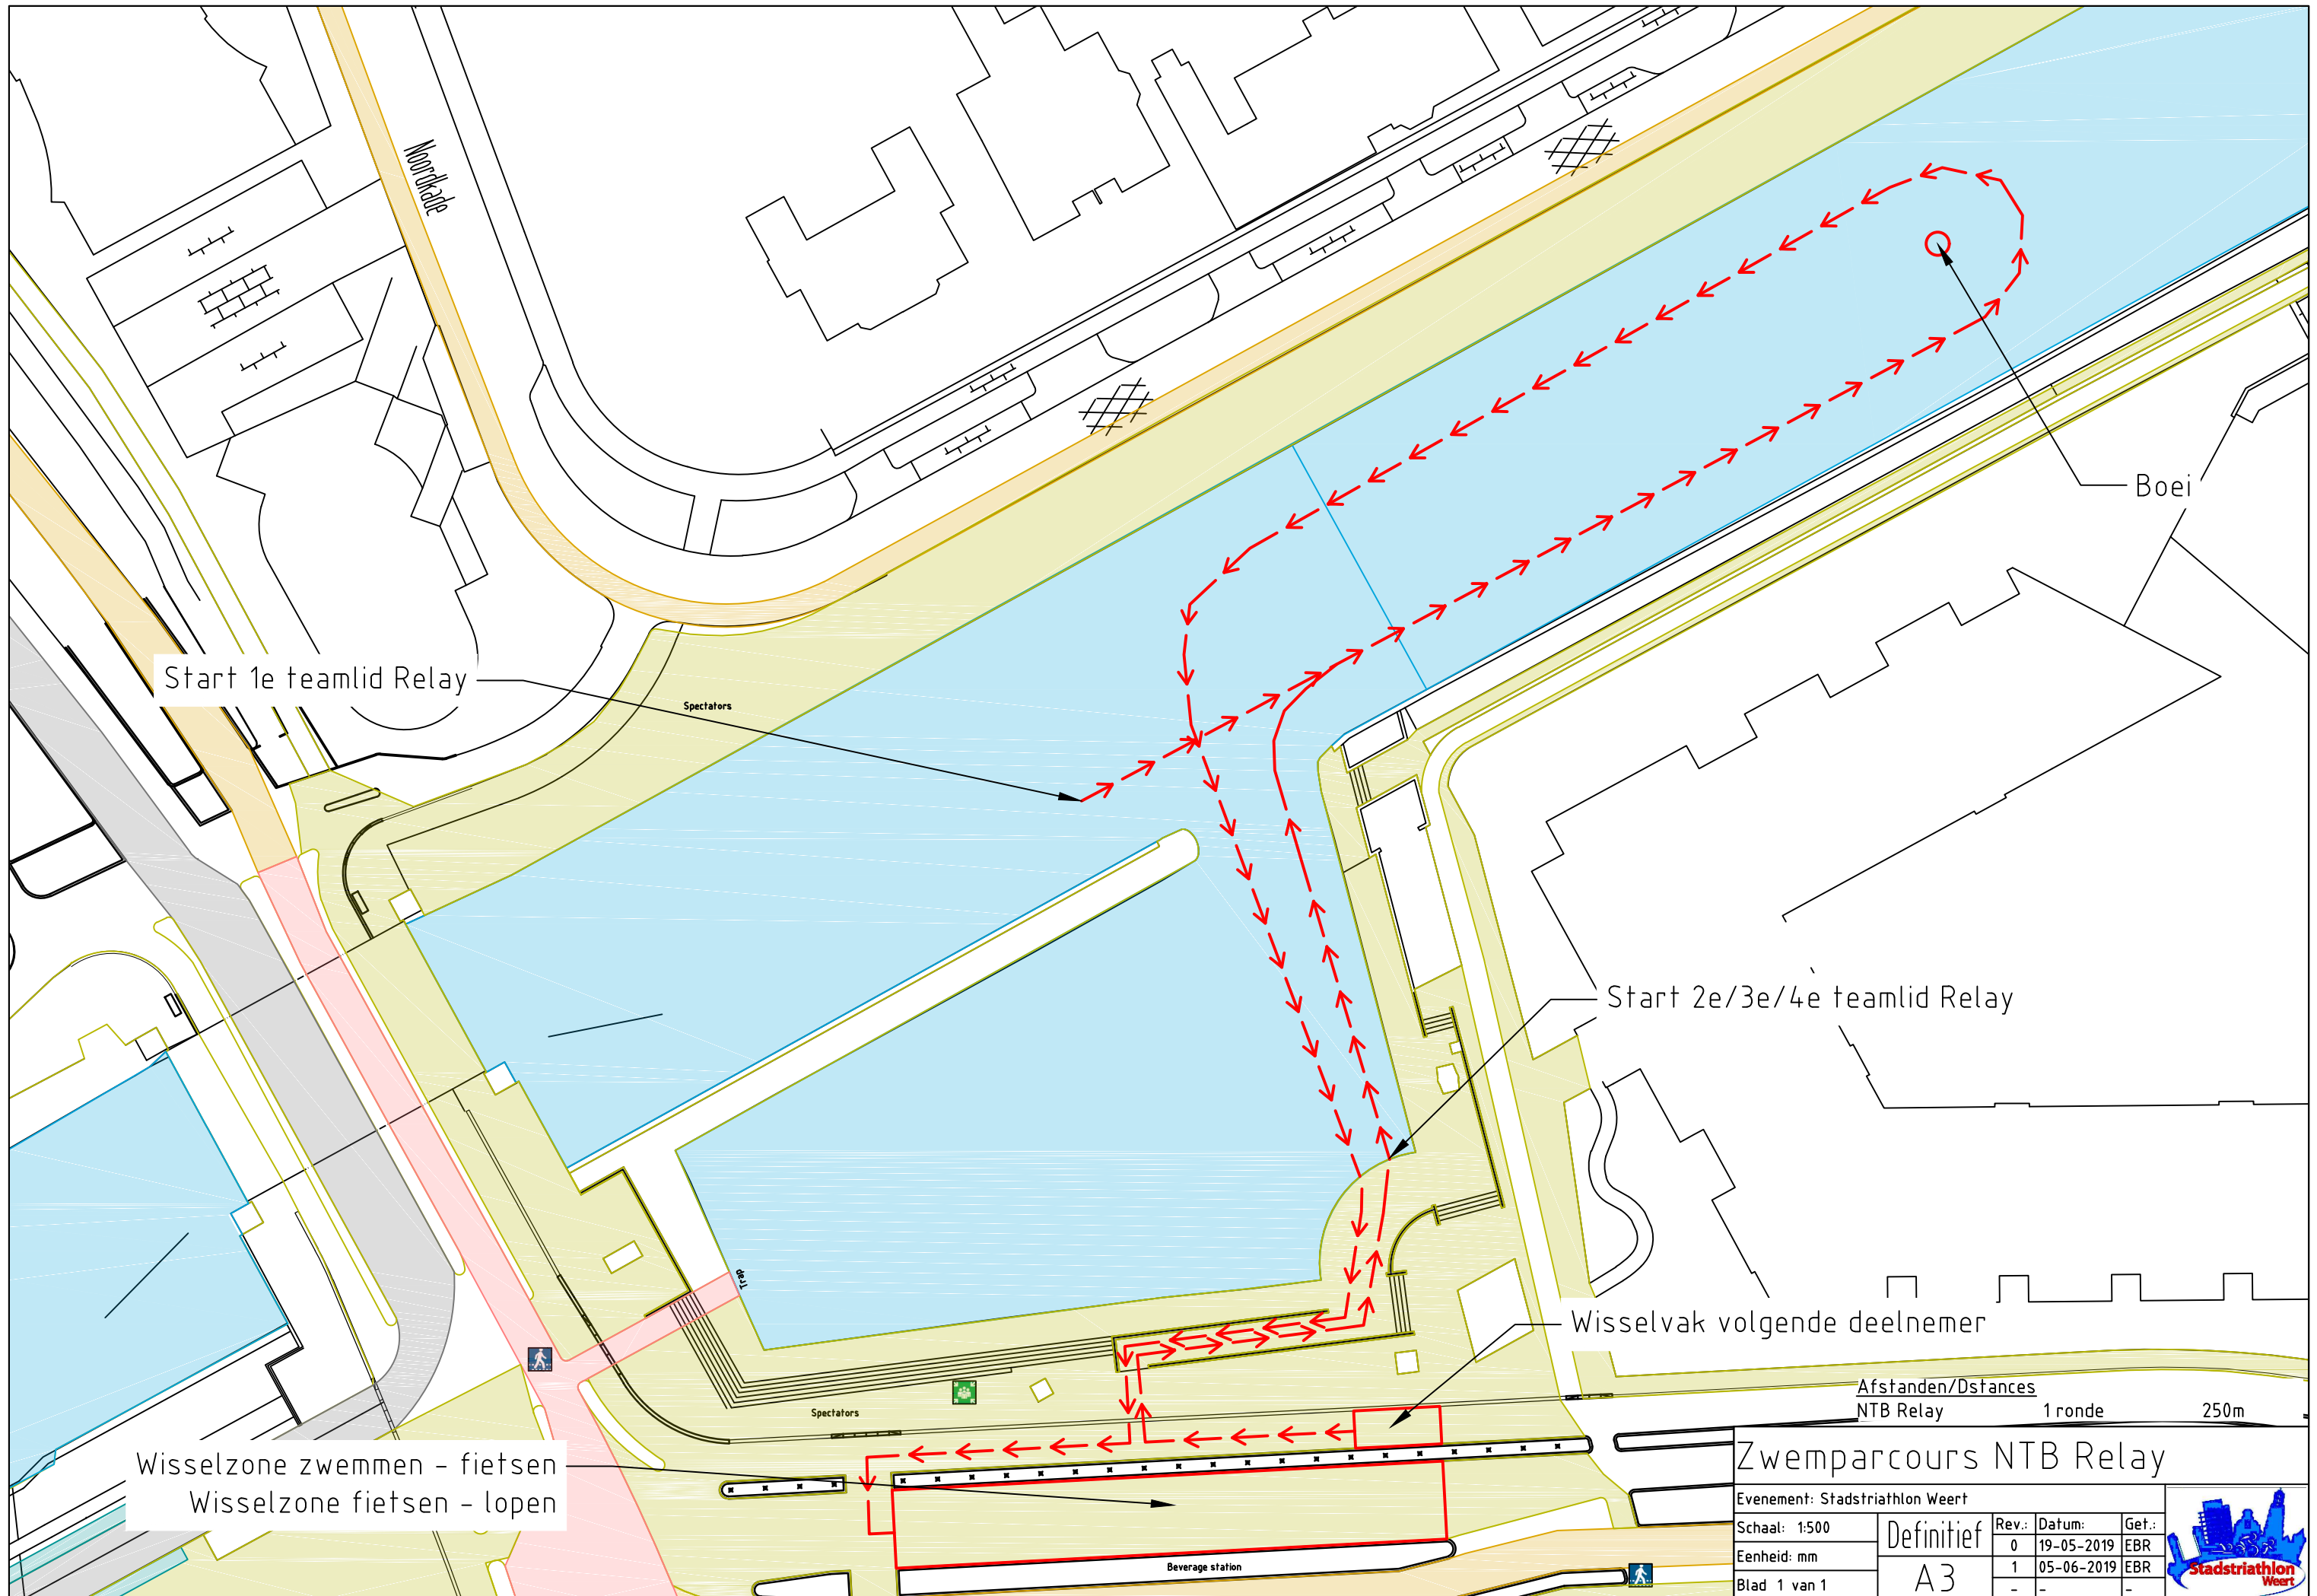 Noordkade
Boei
Start 1e teamlid Relay
Spectators
Start 2e/3e/4e teamlid Relay
Trap
Wisselvak volgende deelnemer
Spectators
Wisselzone zwemmen - fietsen
Wisselzone fietsen - lopen
Beverage station
Afstanden/Dstances
NTB Relay 1 ronde 250m
Zwemparcours NTB Relay
Evenement: Stadstriathlon Weert
Schaal: 1:500
Eenheid: mm
Blad 1 van 1
Definitief
A3
Rev.: Datum: Get.:
0 19-05-2019 EBR
1 05-06-2019 EBR
- - -
Stadstriathlon
Weert